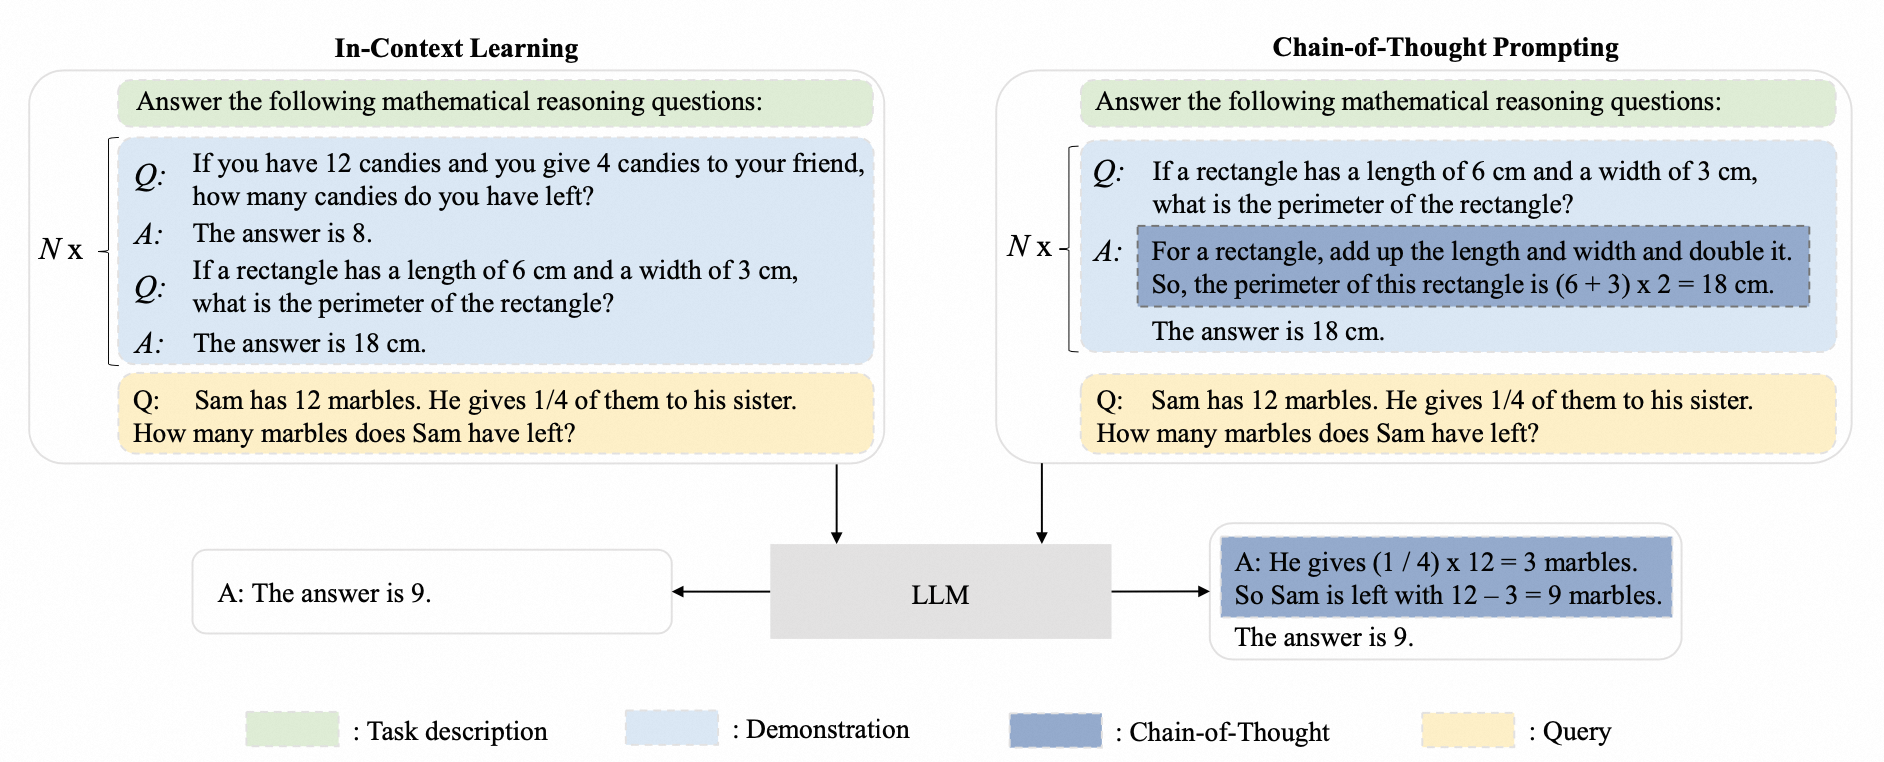 In-Context Learning
Answer the following mathematical reasoning questions:
N x
Q: If you have 12 candies and you give 4 candies to your friend,
how many candies do you have left?
A: The answer is 8.
Q: If a rectangle has a length of 6 cm and a width of 3 cm,
what is the perimeter of the rectangle?
A: The answer is 18 cm.
Q: Sam has 12 marbles. He gives 1/4 of them to his sister.
How many marbles does Sam have left?
Chain-of-Thought Prompting
Answer the following mathematical reasoning questions:
N x
Q: If a rectangle has a length of 6 cm and a width of 3 cm,
what is the perimeter of the rectangle?
A: For a rectangle, add up the length and width and double it.
So, the perimeter of this rectangle is (6 + 3) x 2 = 18 cm.
The answer is 18 cm.
Q: Sam has 12 marbles. He gives 1/4 of them to his sister.
How many marbles does Sam have left?
A: The answer is 9.
LLM
A: He gives (1 / 4) x 12 = 3 marbles.
So Sam is left with 12 – 3 = 9 marbles.
The answer is 9.
: Task description
: Demonstration
: Chain-of-Thought
: Query